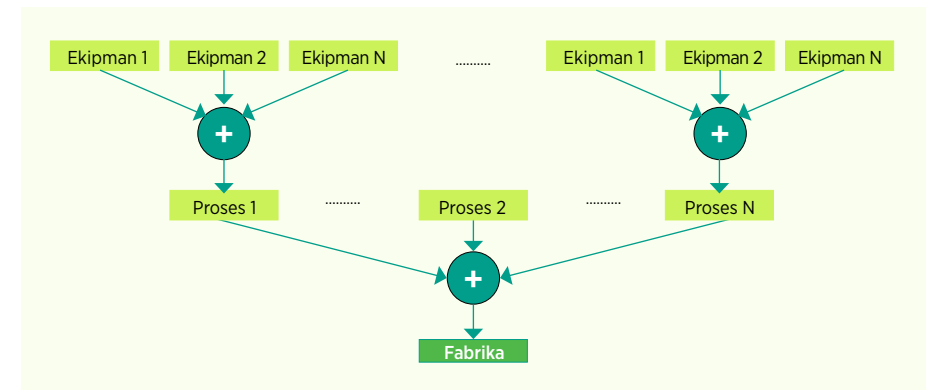 Ekipman 1 Ekipman 2 Ekipman N .......... Ekipman 1 Ekipman 2 Ekipman N
+ +
Proses 1 .......... Proses 2 .......... Proses N
+
Fabrika